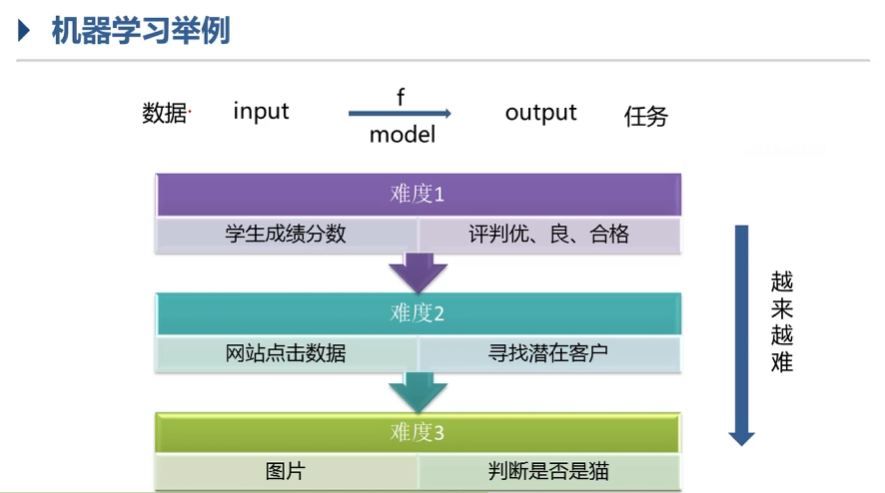 机器学习举例
数据 input f output 任务
model
难度1
学生成绩分数 评判优、良、合格
难度2
网站点击数据 寻找潜在客户
难度3
图片 判断是否是猫
越来越难